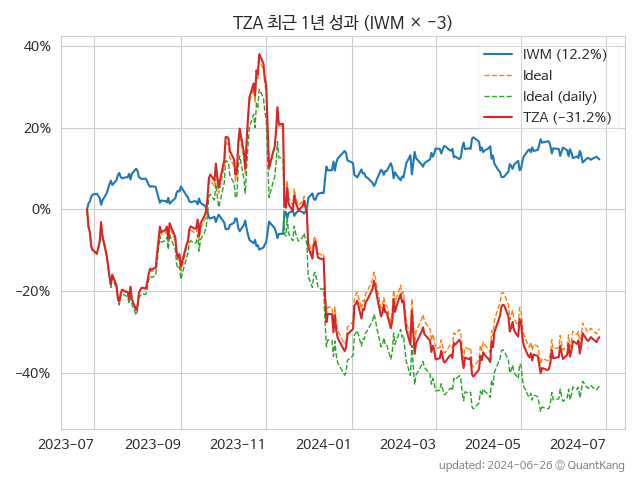 TZA 최근 1년 성과 (IWM × −3)
40%
20%
0%
−20%
−40%
IWM (12.2%)
Ideal
Ideal (daily)
TZA (−31.2%)
2023-07 2023-09 2023-11 2024-01 2024-03 2024-05 2024-07
updated: 2024-06-26 © QuantKang